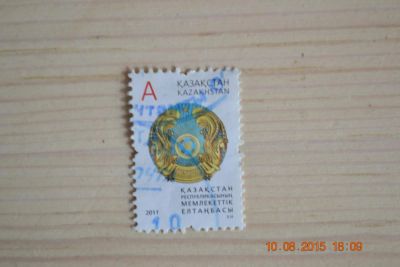 A
ҚАЗАҚСТАН
KAZAKHSTAN
2011
ҚАЗАҚСТАН
РЕСПУБЛИКАСЫНЫҢ
МЕМЛЕКЕТТІК
ЕЛТАҢБАСЫ
10.08.2015 18:09